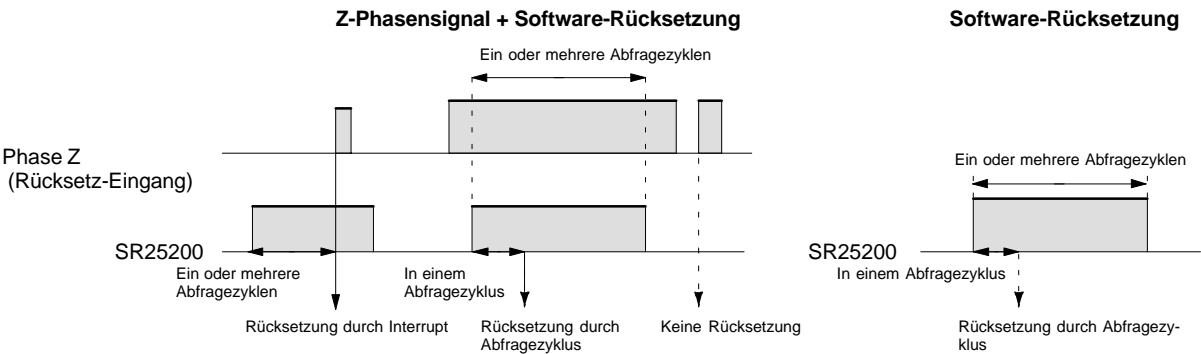 Z-Phasensignal + Software-Rücksetzung
Software-Rücksetzung
Ein oder mehrere Abfragezyklen
Phase Z
(Rücksetz-Eingang)
Ein oder mehrere Abfragezyklen
SR25200
Ein oder mehrere
Abfragezyklen
In einem
Abfragezyklus
SR25200
In einem Abfragezyklus
Rücksetzung durch Interrupt
Rücksetzung durch
Abfragezyklus
Keine Rücksetzung
Rücksetzung durch Abfragezy-
klus